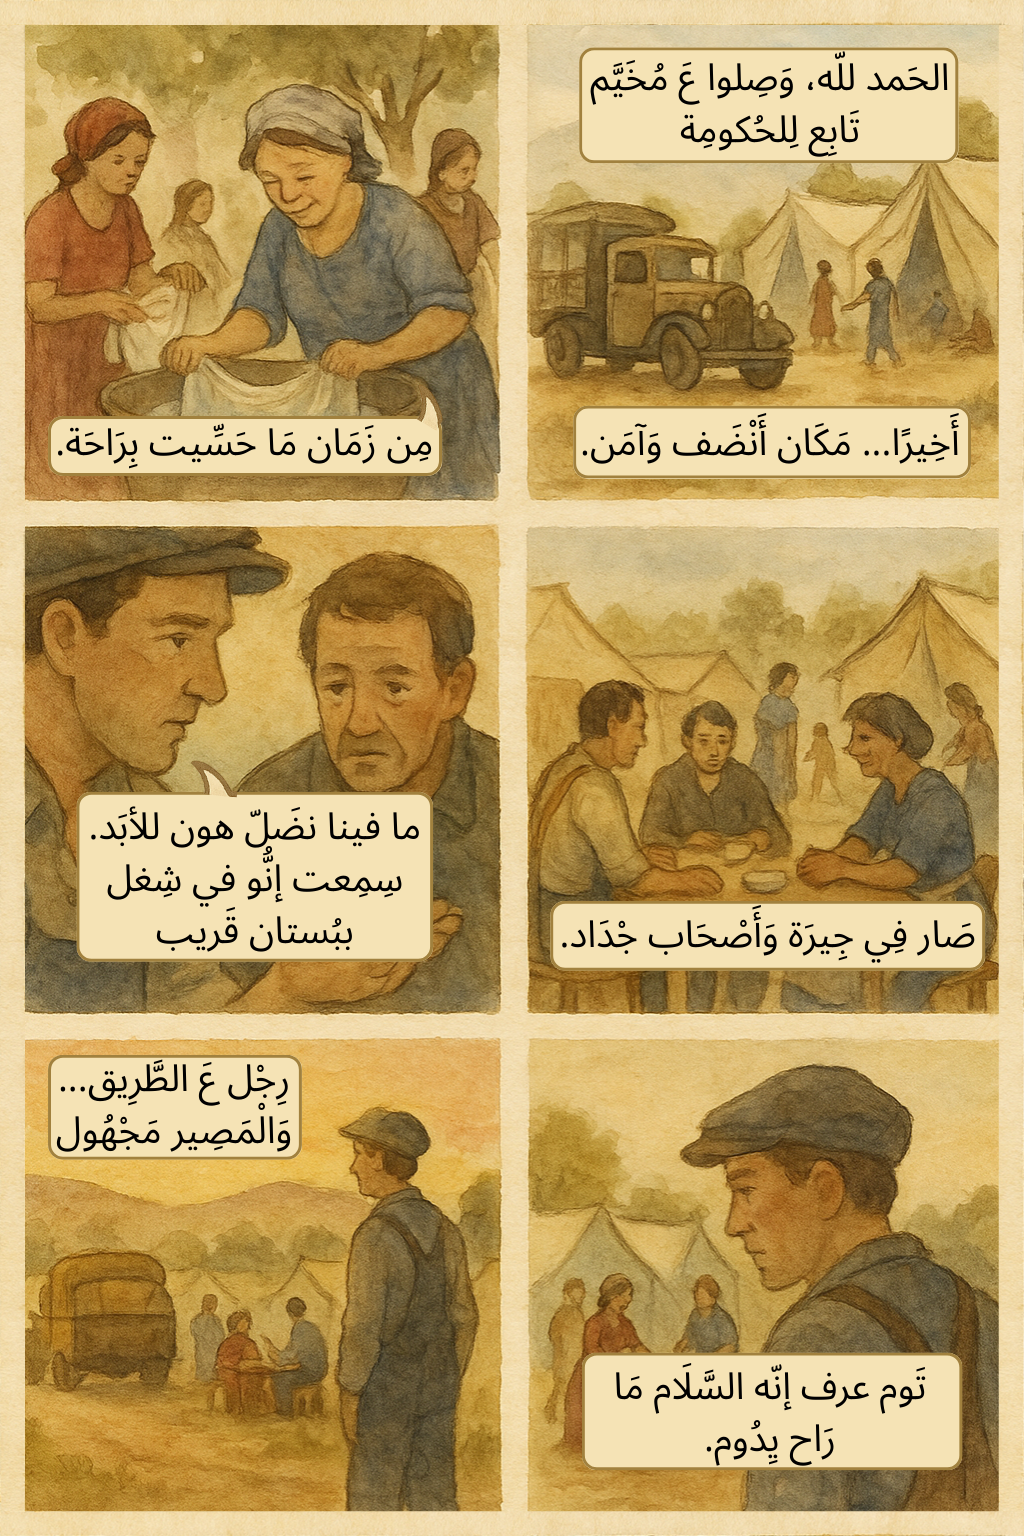 الحَمد للّه، وَصِلوا عَ مُخَيَّم
تَابِع لِلحُكومِة
أَخِيرًا... مَكَان أَنْضَف وَآمَن.
مِن زَمَان مَا حَسِّيت بِرَاحَة.
صَار فِي جِيرَة وَأَصْحَاب جْدَاد.
ما فينا نضَلّ هون للأبَد.
سِمِعت إنُّو في شِغل
ببُستان قَريب
تَوم عرف إنّه السَّلَام مَا
رَاح يِدُوم.
رِجْل عَ الطَّرِيق...
وَالْمَصِير مَجْهُول